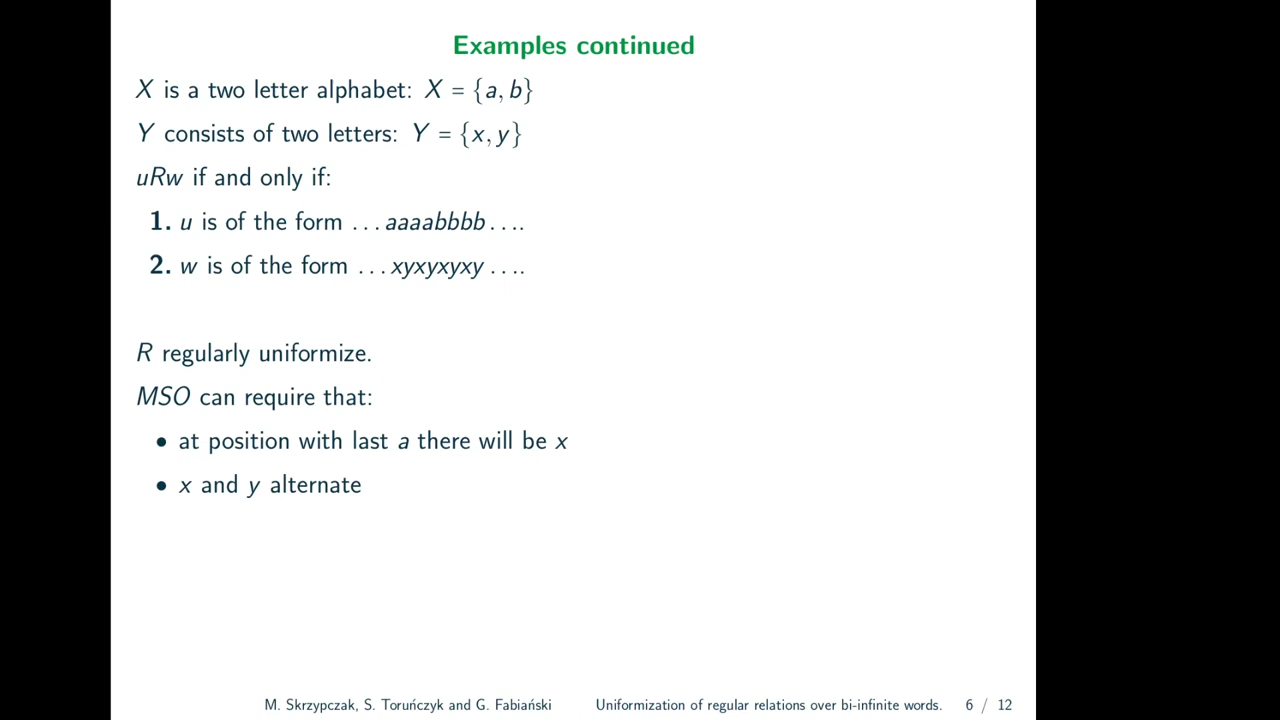 Examples continued
X is a two letter alphabet: X = {a, b}
Y consists of two letters: Y = {x, y}
uRw if and only if:
1. u is of the form . . . aaaabbbb . . . .
2. w is of the form . . . xyxyxyxy . . . .
R regularly uniformize.
MSO can require that:
• at position with last a there will be x
• x and y alternate
M. Skrzypczak, S. Toruńczyk and G. Fabiański Uniformization of regular relations over bi-infinite words. 6 / 12